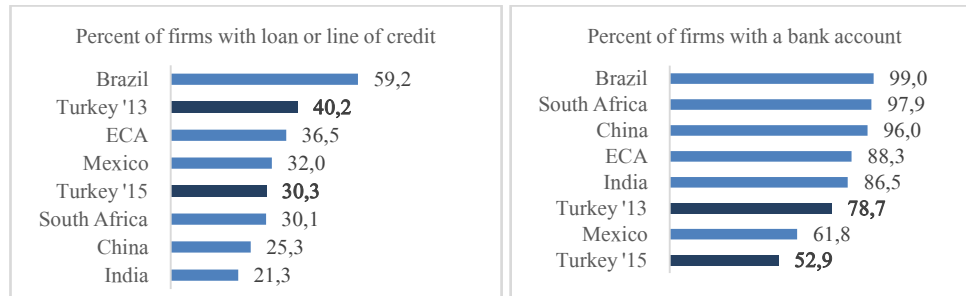 Percent of firms with loan or line of credit
Brazil 59,2
Turkey '13 40,2
ECA 36,5
Mexico 32,0
Turkey '15 30,3
South Africa 30,1
China 25,3
India 21,3
Percent of firms with a bank account
Brazil 99,0
South Africa 97,9
China 96,0
ECA 88,3
India 86,5
Turkey '13 78,7
Mexico 61,8
Turkey '15 52,9